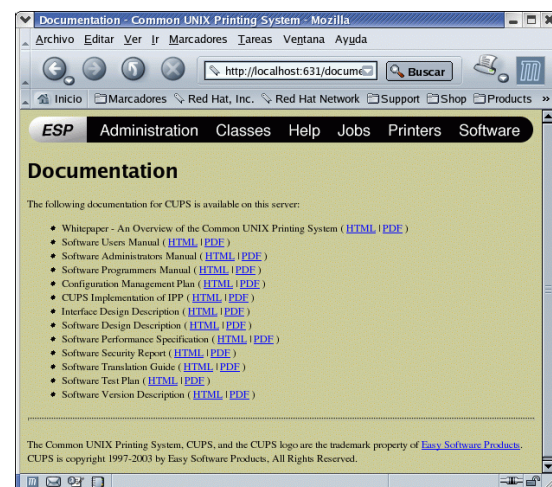 Documentation - Common UNIX Printing System - Mozilla
Archivo Editar Ver Ir Marcadores Tareas Ventana Ayuda
http://localhost:631/docume Buscar
Inicio Marcadores Red Hat, Inc. Red Hat Network Support Shop Products »
ESP Administration Classes Help Jobs Printers Software
Documentation
The following documentation for CUPS is available on this server:
Whitepaper - An Overview of the Common UNIX Printing System ( HTML | PDF )
Software Users Manual ( HTML | PDF )
Software Administrators Manual ( HTML | PDF )
Software Programmers Manual ( HTML | PDF )
Configuration Management Plan ( HTML | PDF )
CUPS Implementation of IPP ( HTML | PDF )
Interface Design Description ( HTML | PDF )
Software Design Description ( HTML | PDF )
Software Performance Specification ( HTML | PDF )
Software Security Report ( HTML | PDF )
Software Translation Guide ( HTML | PDF )
Software Test Plan ( HTML | PDF )
Software Version Description ( HTML | PDF )
The Common UNIX Printing System, CUPS, and the CUPS logo are the trademark property of Easy Software Products.
CUPS is copyright 1997-2003 by Easy Software Products, All Rights Reserved.